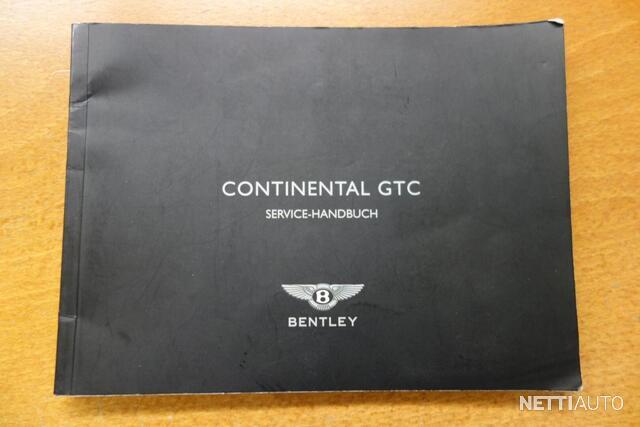 CONTINENTAL GTC
SERVICE-HANDBUCH
B
BENTLEY
NETTIAUTO